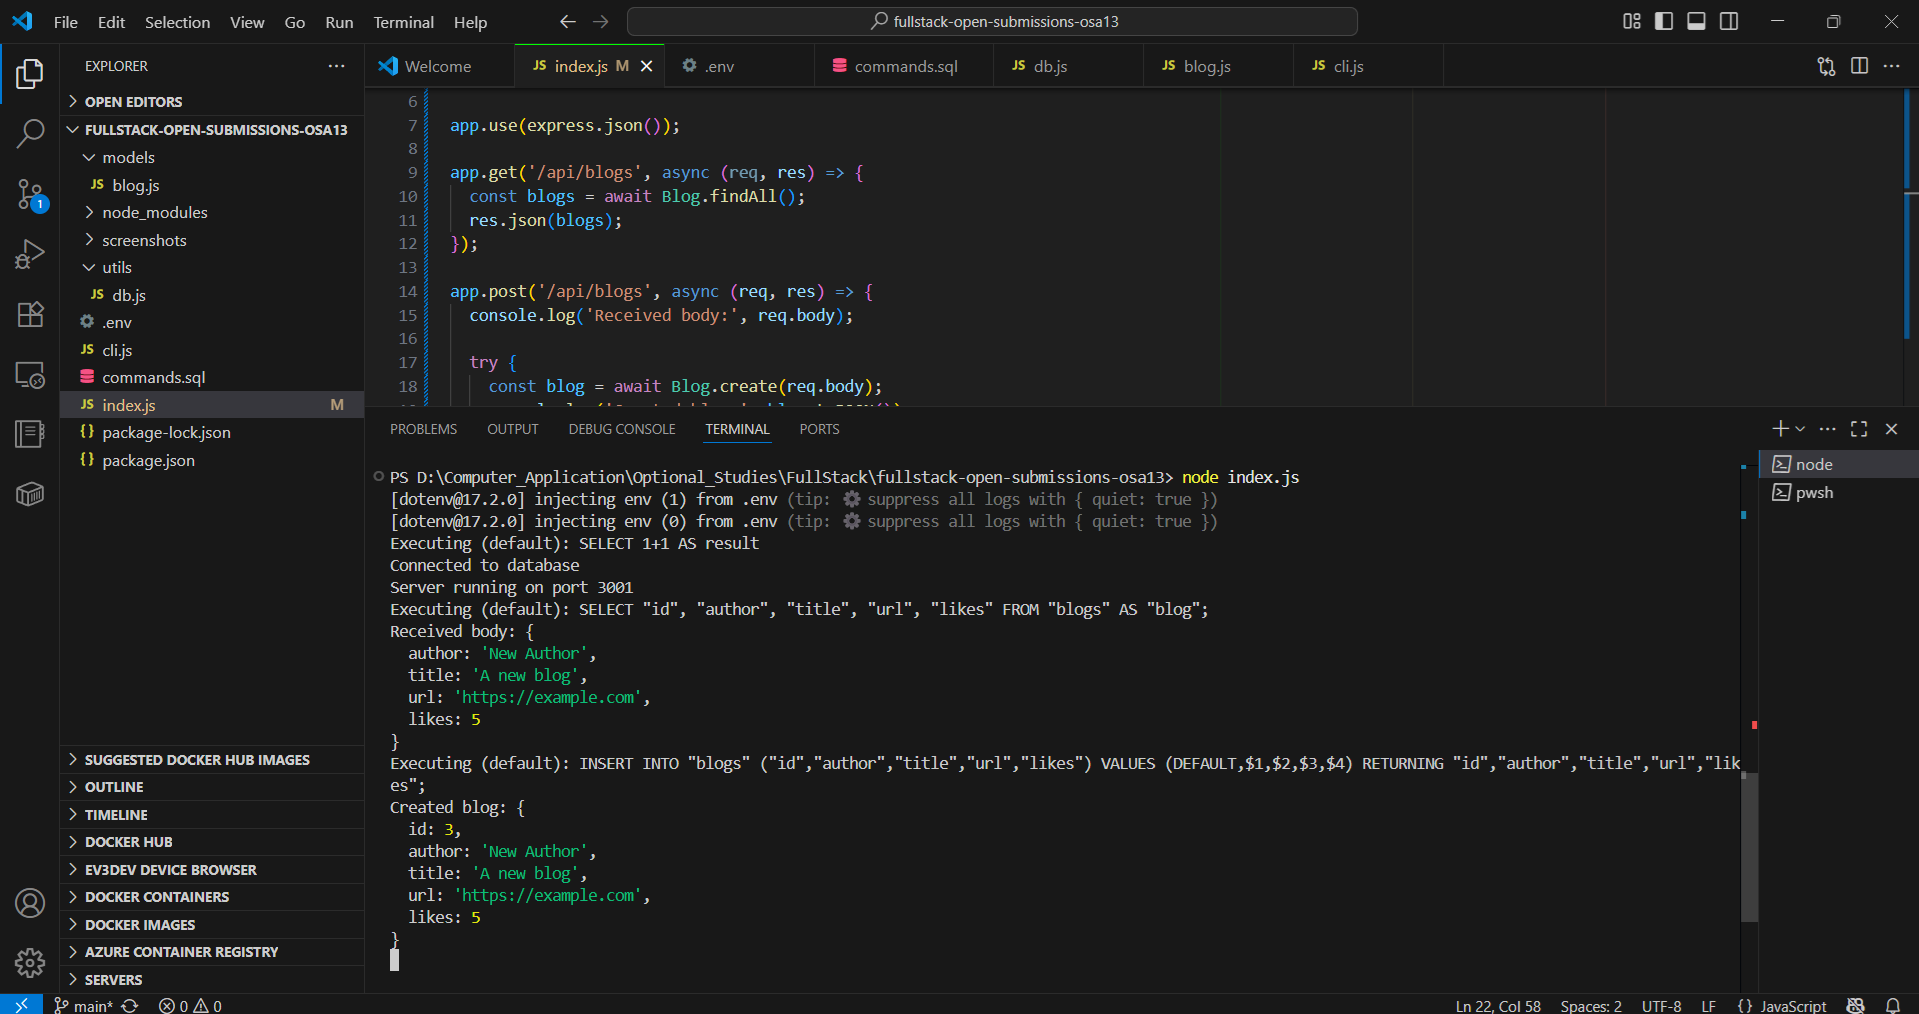 File Edit Selection View Go Run Terminal Help
fullstack-open-submissions-osa13
EXPLORER
OPEN EDITORS
FULLSTACK-OPEN-SUBMISSIONS-OSA13
models
JS blog.js
node_modules
screenshots
utils
JS db.js
.env
JS cli.js
commands.sql
JS index.js M
{} package-lock.json
{} package.json
SUGGESTED DOCKER HUB IMAGES
OUTLINE
TIMELINE
DOCKER HUB
EV3DEV DEVICE BROWSER
DOCKER CONTAINERS
DOCKER IMAGES
AZURE CONTAINER REGISTRY
SERVERS
1
Welcome JS index.js M .env commands.sql JS db.js JS blog.js JS cli.js
6
7 app.use(express.json());
8
9 app.get('/api/blogs', async (req, res) => {
10 const blogs = await Blog.findAll();
11 res.json(blogs);
12 });
13
14 app.post('/api/blogs', async (req, res) => {
15 console.log('Received body:', req.body);
16
17 try {
18 const blog = await Blog.create(req.body);
PROBLEMS OUTPUT DEBUG CONSOLE TERMINAL PORTS
node
pwsh
PS D:\Computer_Application\Optional_Studies\FullStack\fullstack-open-submissions-osa13> node index.js
[dotenv@17.2.0] injecting env (1) from .env (tip: ⚙️ suppress all logs with { quiet: true })
[dotenv@17.2.0] injecting env (0) from .env (tip: ⚙️ suppress all logs with { quiet: true })
Executing (default): SELECT 1+1 AS result
Connected to database
Server running on port 3001
Executing (default): SELECT "id", "author", "title", "url", "likes" FROM "blogs" AS "blog";
Received body: {
author: 'New Author',
title: 'A new blog',
url: 'https://example.com',
likes: 5
}
Executing (default): INSERT INTO "blogs" ("id","author","title","url","likes") VALUES (DEFAULT,$1,$2,$3,$4) RETURNING "id","author","title","url","lik
es";
Created blog: {
id: 3,
author: 'New Author',
title: 'A new blog',
url: 'https://example.com',
likes: 5
}
main* 0 0 Ln 22, Col 58 Spaces: 2 UTF-8 LF {} JavaScript